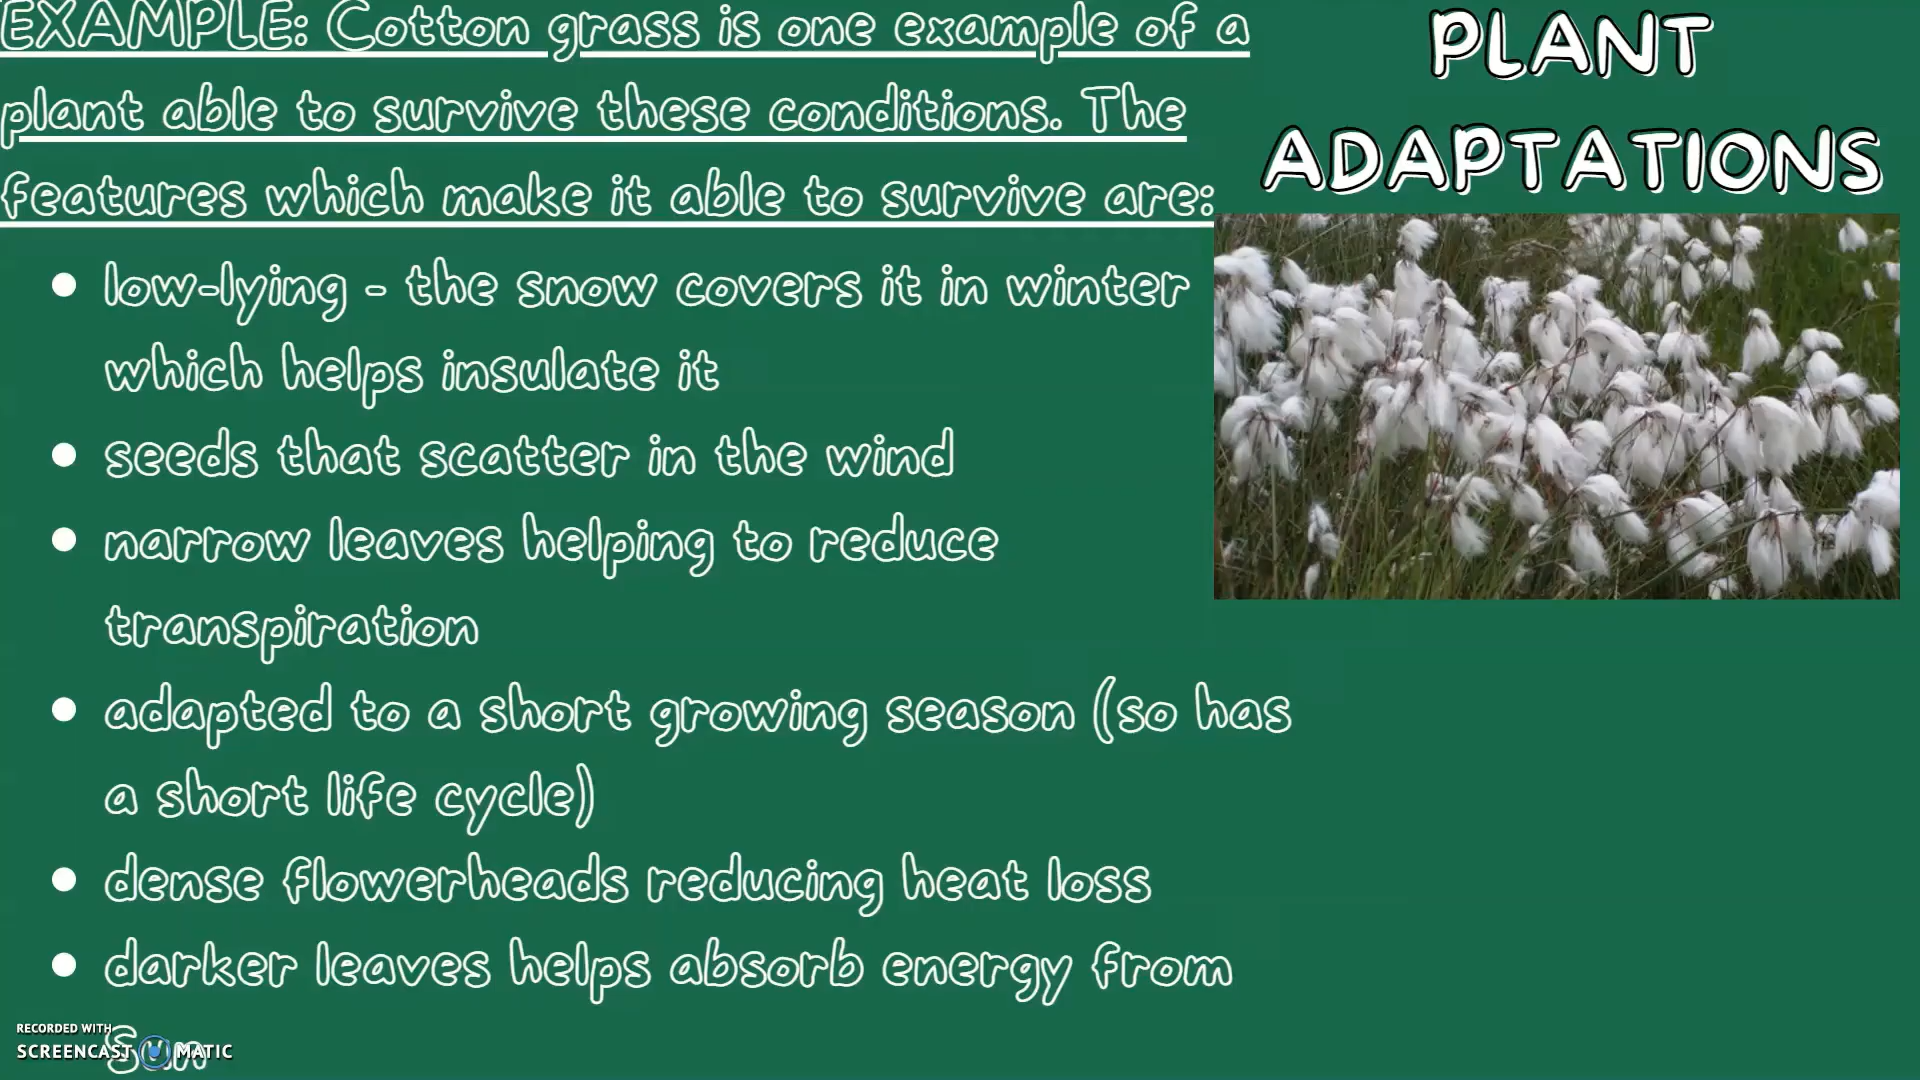 EXAMPLE: Cotton grass is one example of a
plant able to survive these conditions. The
features which make it able to survive are:
• low-lying - the snow covers it in winter
which helps insulate it
• seeds that scatter in the wind
• narrow leaves helping to reduce
transpiration
• adapted to a short growing season (so has
a short life cycle)
• dense flowerheads reducing heat loss
• darker leaves helps absorb energy from
Sun
PLANT
ADAPTATIONS
RECORDED WITH
SCREENCAST MATIC